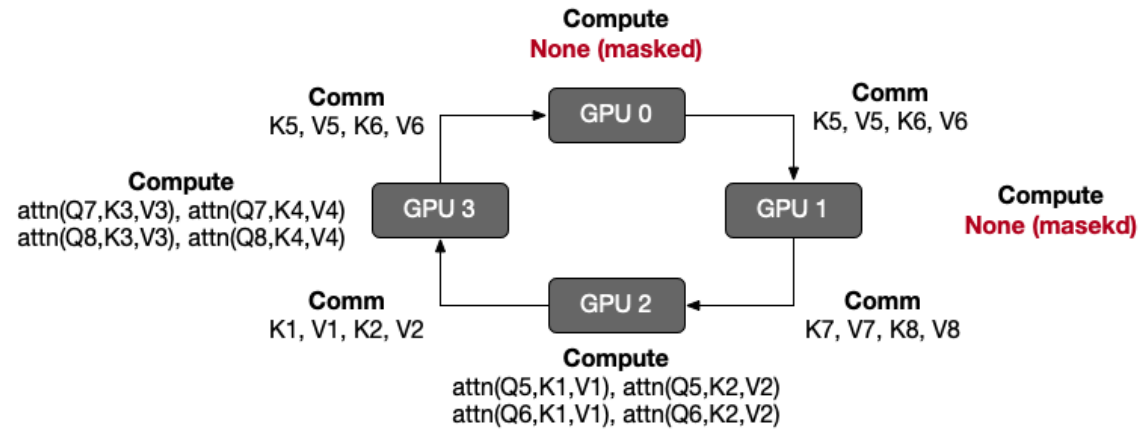 Compute
None (masked)
Comm
K5, V5, K6, V6
GPU 0
Comm
K5, V5, K6, V6
Compute
attn(Q7,K3,V3), attn(Q7,K4,V4)
attn(Q8,K3,V3), attn(Q8,K4,V4)
GPU 3
GPU 1
Compute
None (masekd)
Comm
K1, V1, K2, V2
GPU 2
Comm
K7, V7, K8, V8
Compute
attn(Q5,K1,V1), attn(Q5,K2,V2)
attn(Q6,K1,V1), attn(Q6,K2,V2)